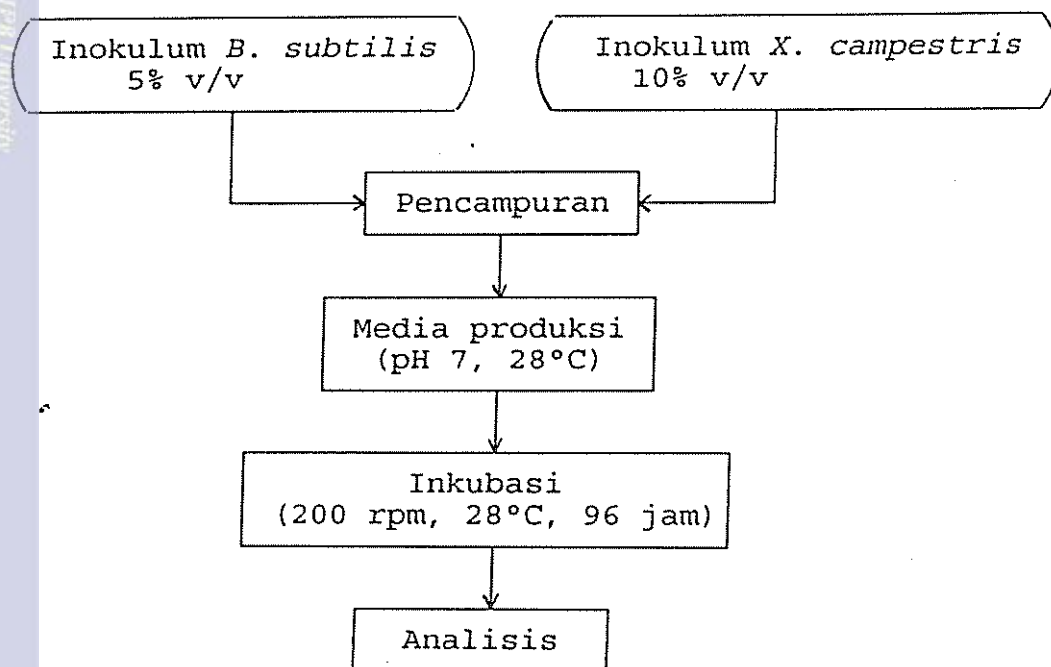 Inokulum B. subtilis
5% v/v
Inokulum X. campestris
10% v/v
Pencampuran
Media produksi
(pH 7, 28°C)
Inkubasi
(200 rpm, 28°C, 96 jam)
Analisis